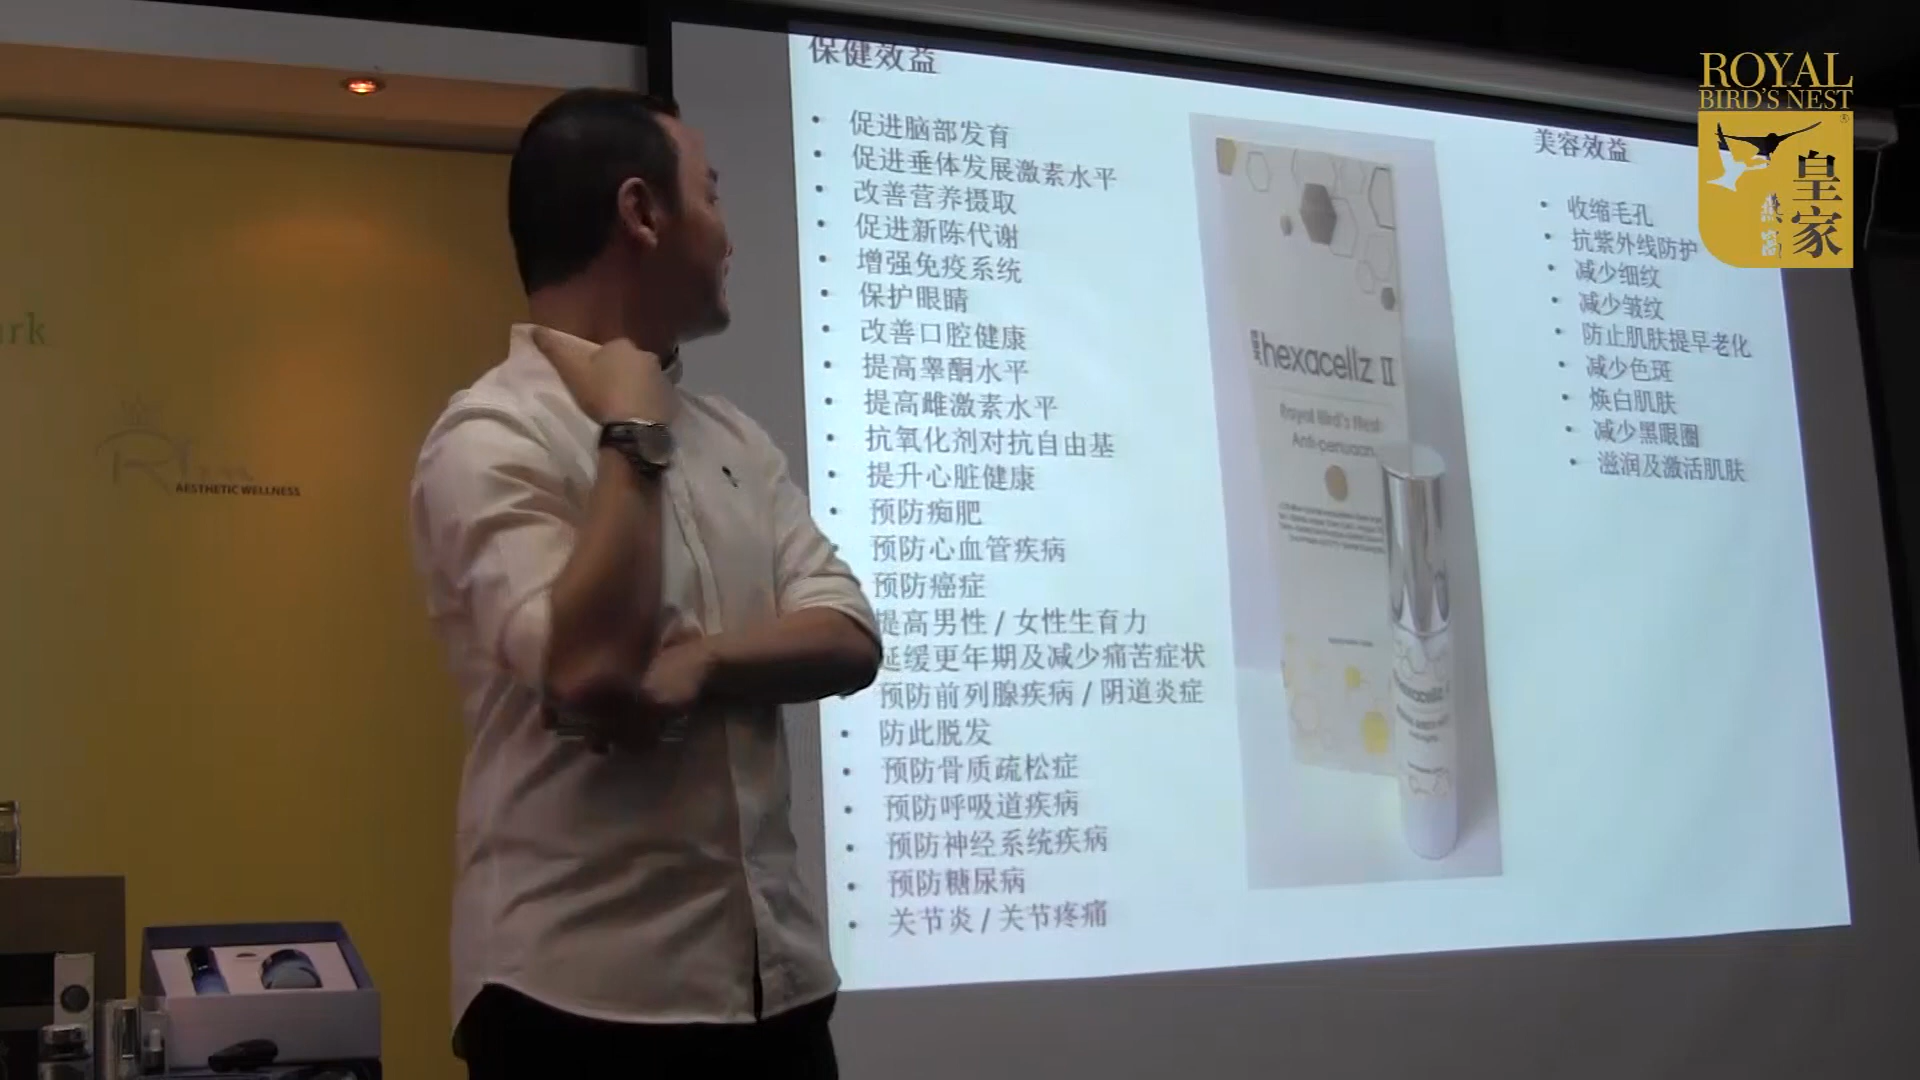 保健效益
促进脑部发育
促进垂体发展激素水平
改善营养摄取
促进新陈代谢
增强免疫系统
保护眼睛
改善口腔健康
提高睾酮水平
提高雌激素水平
抗氧化剂对抗自由基
提升心脏健康
预防痴肥
预防心血管疾病
预防癌症
提高男性 / 女性生育力
延缓更年期及减少痛苦症状
预防前列腺疾病 / 阴道炎症
防此脱发
预防骨质疏松症
预防呼吸道疾病
预防神经系统疾病
预防糖尿病
关节炎 / 关节疼痛
hexacellz II
Royal Bird's Nest
美容效益
收缩毛孔
抗紫外线防护
减少细纹
减少皱纹
防止肌肤提早老化
减少色斑
焕白肌肤
减少黑眼圈
滋润及激活肌肤
ROYAL
BIRD'S NEST
皇家
燕窩
AESTHETIC WELLNESS